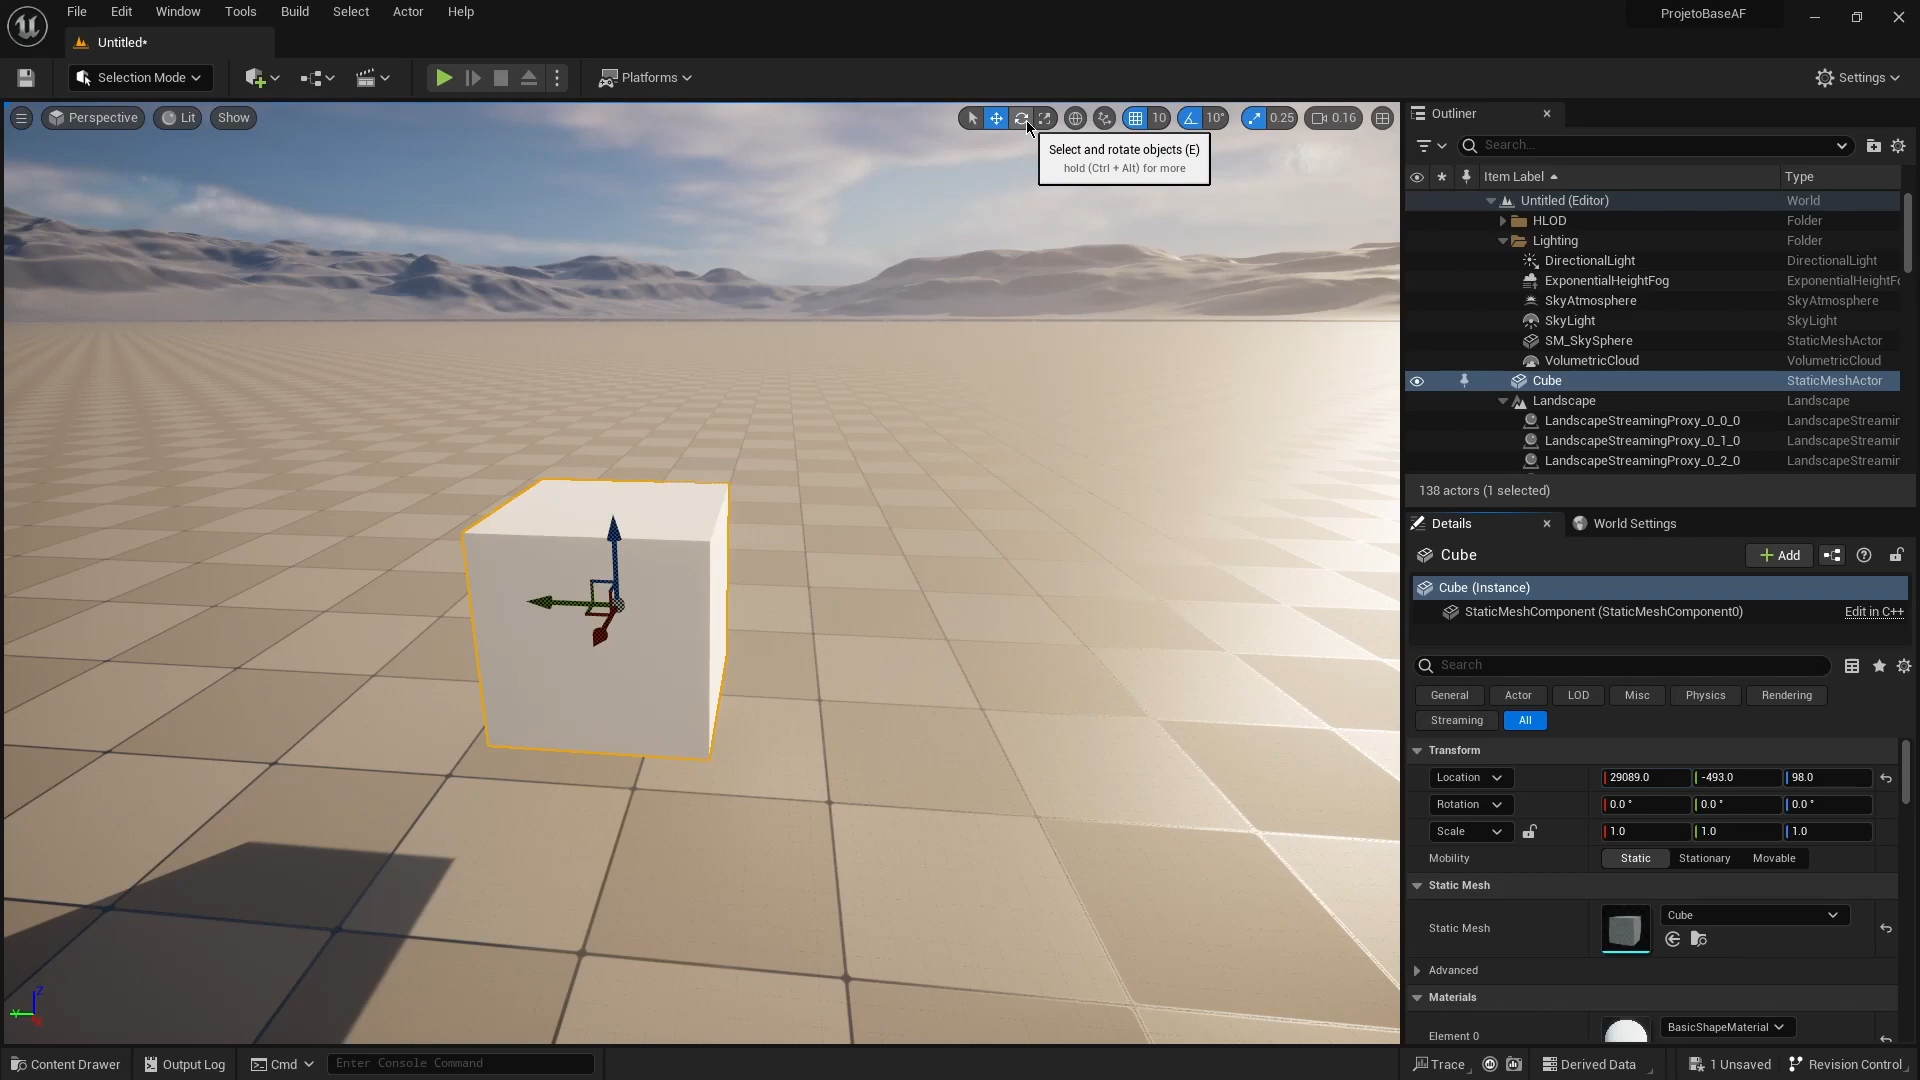 File Edit Window Tools Build Select Actor Help
ProjetoBaseAF
Untitled*
Selection Mode
Platforms
Settings
Perspective Lit Show
10 10° 0.25 0.16
Select and rotate objects (E)
hold (Ctrl + Alt) for more
Outliner
Search...
Item Label Type
Untitled (Editor) World
HLOD Folder
Lighting Folder
DirectionalLight DirectionalLight
ExponentialHeightFog ExponentialHeightFo
SkyAtmosphere SkyAtmosphere
SkyLight SkyLight
SM_SkySphere StaticMeshActor
VolumetricCloud VolumetricCloud
Cube StaticMeshActor
Landscape Landscape
LandscapeStreamingProxy_0_0_0 LandscapeStreamin
LandscapeStreamingProxy_0_1_0 LandscapeStreamin
LandscapeStreamingProxy_0_2_0 LandscapeStreamin
138 actors (1 selected)
Details World Settings
Cube
Add
Cube (Instance)
StaticMeshComponent (StaticMeshComponent0) Edit in C++
Search
General Actor LOD Misc Physics Rendering
Streaming All
Transform
Location 29089.0 -493.0 98.0
Rotation 0.0 ° 0.0 ° 0.0 °
Scale 1.0 1.0 1.0
Mobility Static Stationary Movable
Static Mesh
Static Mesh Cube
Advanced
Materials
Element 0 BasicShapeMaterial
Z
Y
X
Content Drawer Output Log Cmd Enter Console Command
Trace Derived Data 1 Unsaved Revision Control